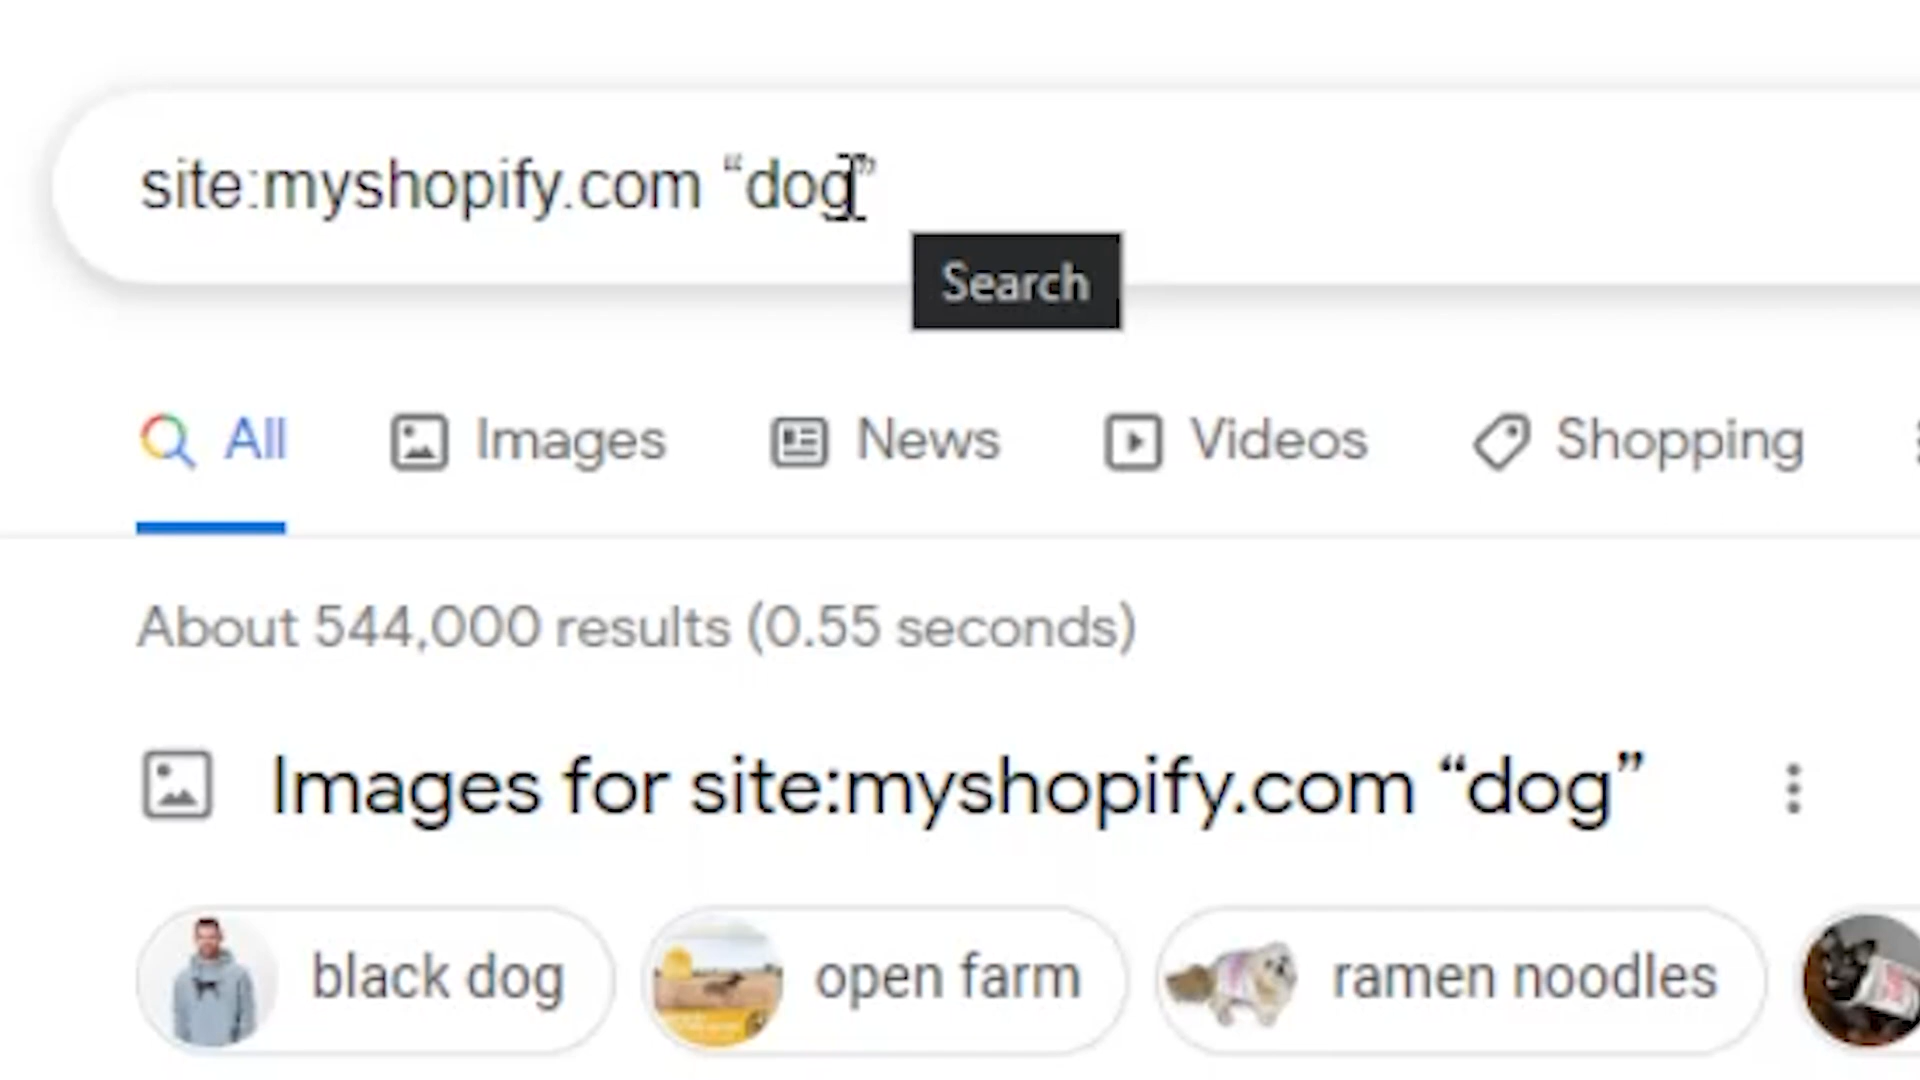 site:myshopify.com “dog”
Search
All Images News Videos Shopping
About 544,000 results (0.55 seconds)
Images for site:myshopify.com “dog”
black dog open farm ramen noodles